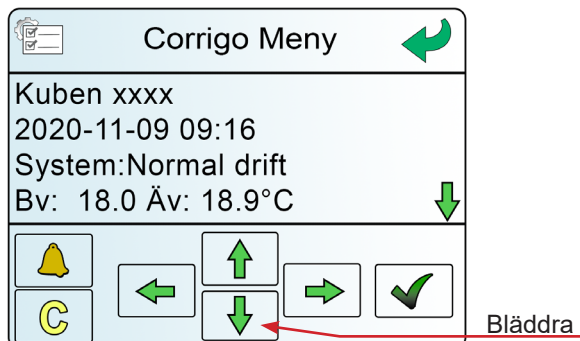 Corrigo Meny
Kuben xxxx
2020-11-09 09:16
System:Normal drift
Bv: 18.0 Äv: 18.9°C
C
Bläddra